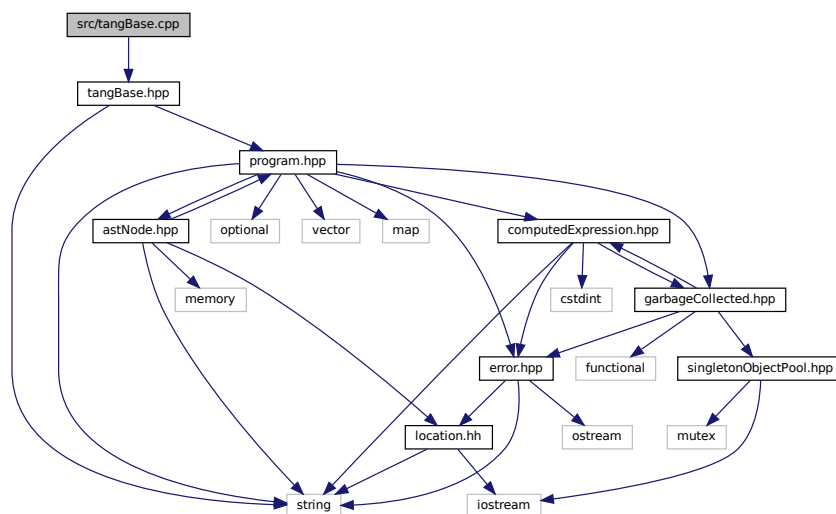 src/tangBase.cpp
tangBase.hpp
program.hpp
astNode.hpp
optional
vector
map
computedExpression.hpp
memory
cstdint
garbageCollected.hpp
error.hpp
functional
singletonObjectPool.hpp
location.hh
ostream
mutex
string
iostream